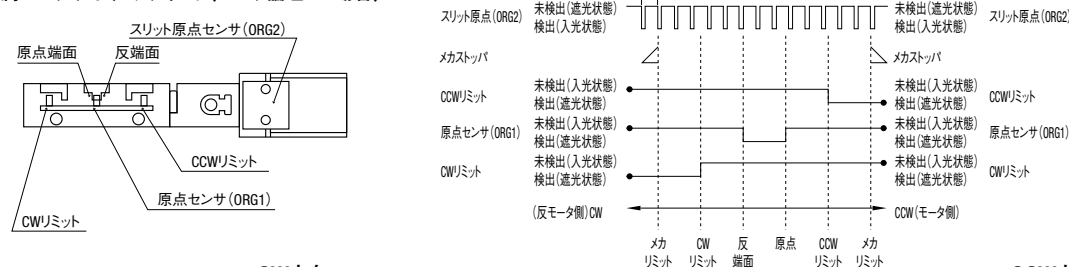 スリット原点センサ(ORG2)
原点端面
反端面
CCWリミット
原点センサ(ORG1)
CWリミット
スリット原点(ORG2)
未検出(遮光状態)
検出(入光状態)
未検出(遮光状態)
検出(入光状態)
スリット原点(ORG2)
メカストッパ
メカストッパ
CCWリミット
未検出(入光状態)
検出(遮光状態)
未検出(入光状態)
検出(遮光状態)
CCWリミット
原点センサ(ORG1)
未検出(入光状態)
検出(遮光状態)
未検出(入光状態)
検出(遮光状態)
原点センサ(ORG1)
CWリミット
未検出(入光状態)
検出(遮光状態)
未検出(入光状態)
検出(遮光状態)
CWリミット
(反モータ側)CW
CCW(モータ側)
メカ
リミット
CW
リミット
反
端面
原点
CCW
リミット
メカ
リミット